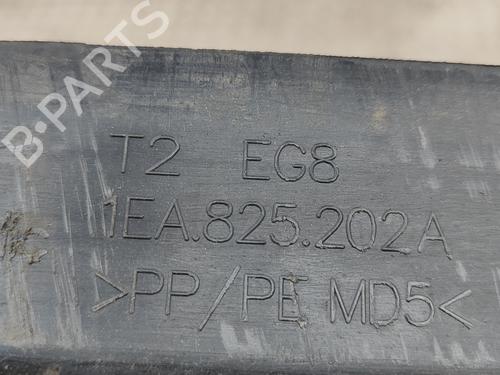 B-PARTS
T2 EG8
1EA.825.202A
>PP/PE MD5<